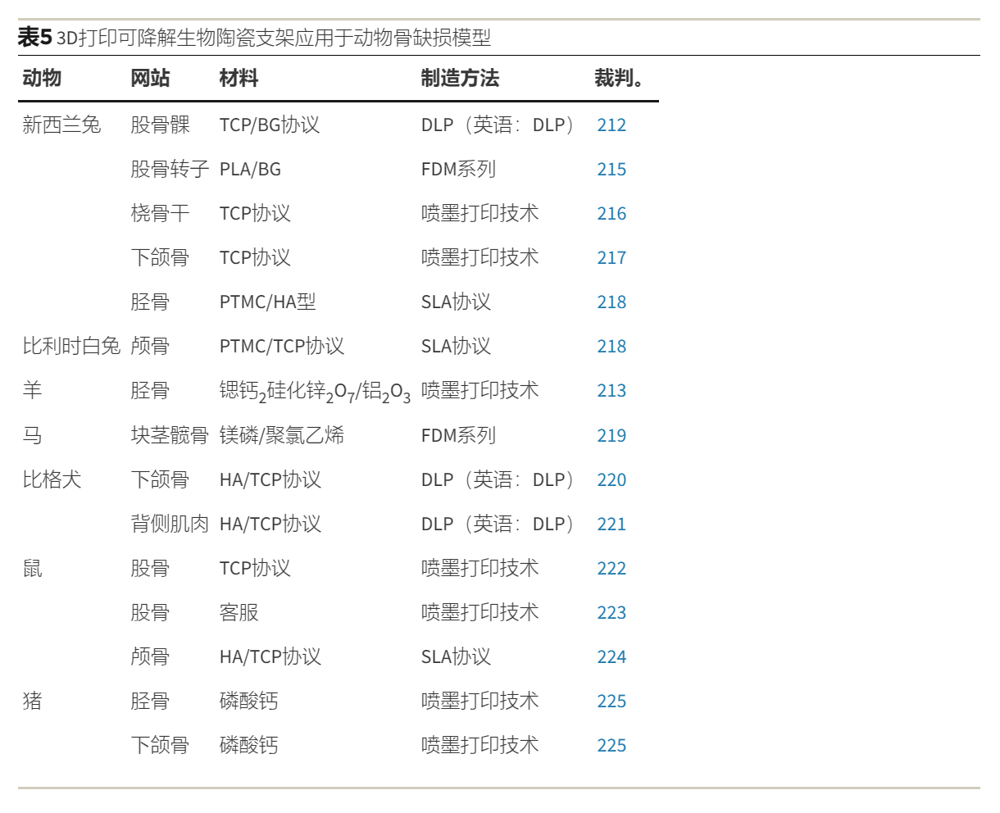 表5 3D打印可降解生物陶瓷支架应用于动物骨缺损模型
动物 网站 材料 制造方法 裁判。
新西兰兔 股骨髁 TCP/BG协议 DLP（英语：DLP） 212
股骨转子 PLA/BG FDM系列 215
桡骨干 TCP协议 喷墨打印技术 216
下颌骨 TCP协议 喷墨打印技术 217
胫骨 PTMC/HA型 SLA协议 218
比利时白兔 颅骨 PTMC/TCP协议 SLA协议 218
羊 胫骨 锶钙2硅化锌2O7/铝2O3 喷墨打印技术 213
马 块茎髋骨 镁磷/聚氯乙烯 FDM系列 219
比格犬 下颌骨 HA/TCP协议 DLP（英语：DLP） 220
背侧肌肉 HA/TCP协议 DLP（英语：DLP） 221
鼠 股骨 TCP协议 喷墨打印技术 222
股骨 客服 喷墨打印技术 223
颅骨 HA/TCP协议 SLA协议 224
猪 胫骨 磷酸钙 喷墨打印技术 225
下颌骨 磷酸钙 喷墨打印技术 225